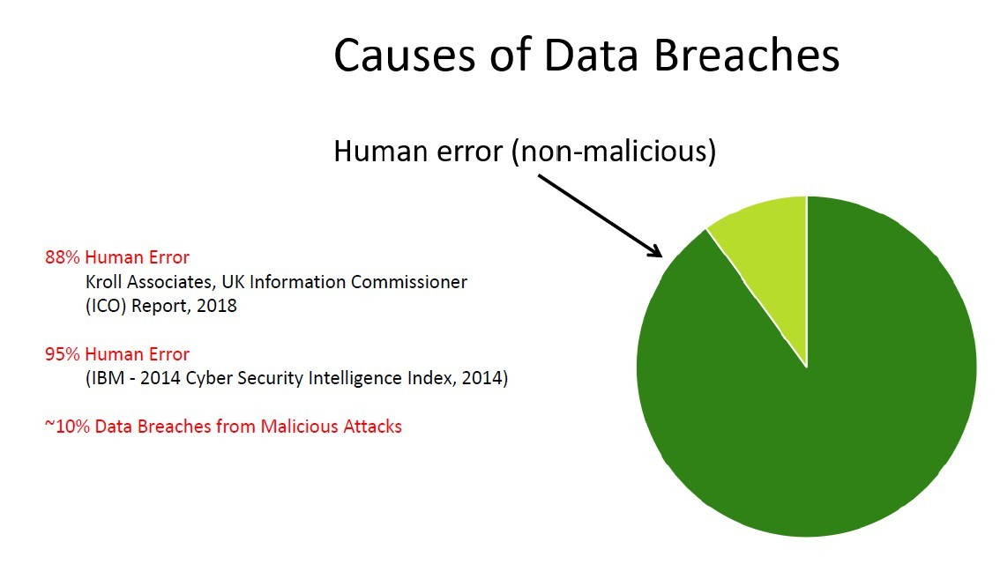 Causes of Data Breaches
Human error (non-malicious)
88% Human Error
Kroll Associates, UK Information Commissioner
(ICO) Report, 2018
95% Human Error
(IBM - 2014 Cyber Security Intelligence Index, 2014)
~10% Data Breaches from Malicious Attacks